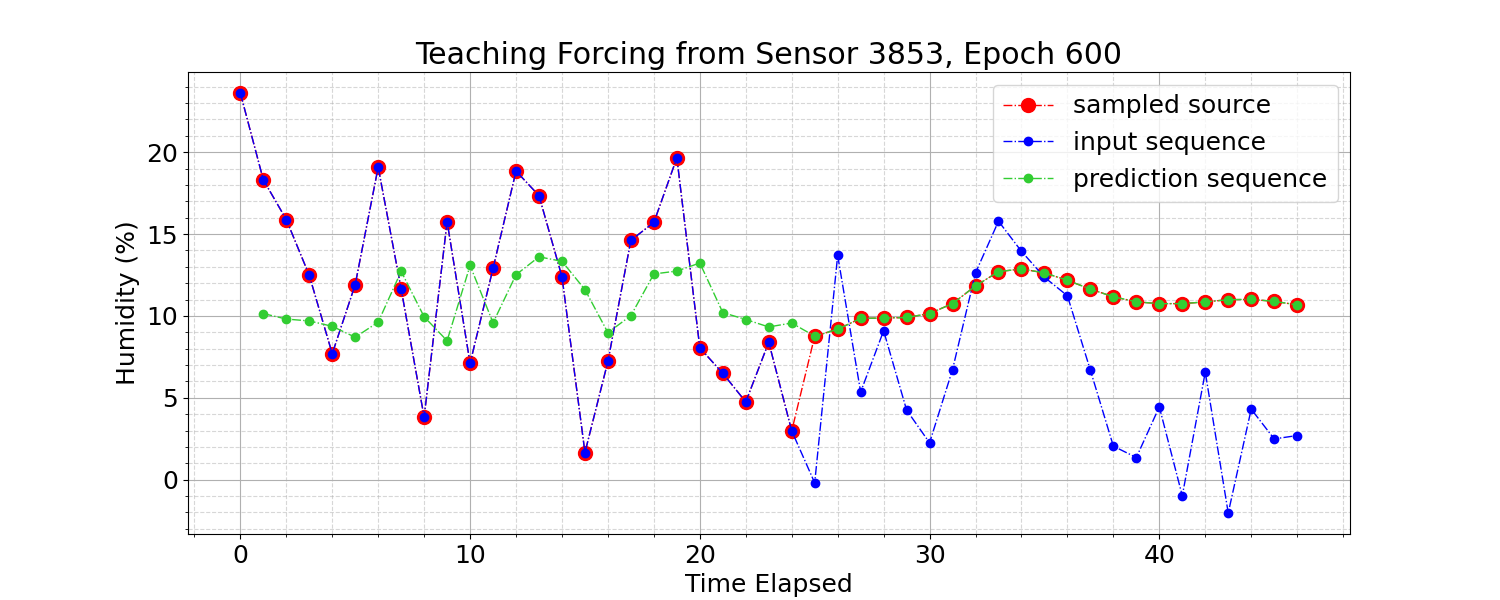 Teaching Forcing from Sensor 3853, Epoch 600
sampled source
input sequence
prediction sequence
Humidity (%)
20
15
10
5
0
0 10 20 30 40
Time Elapsed